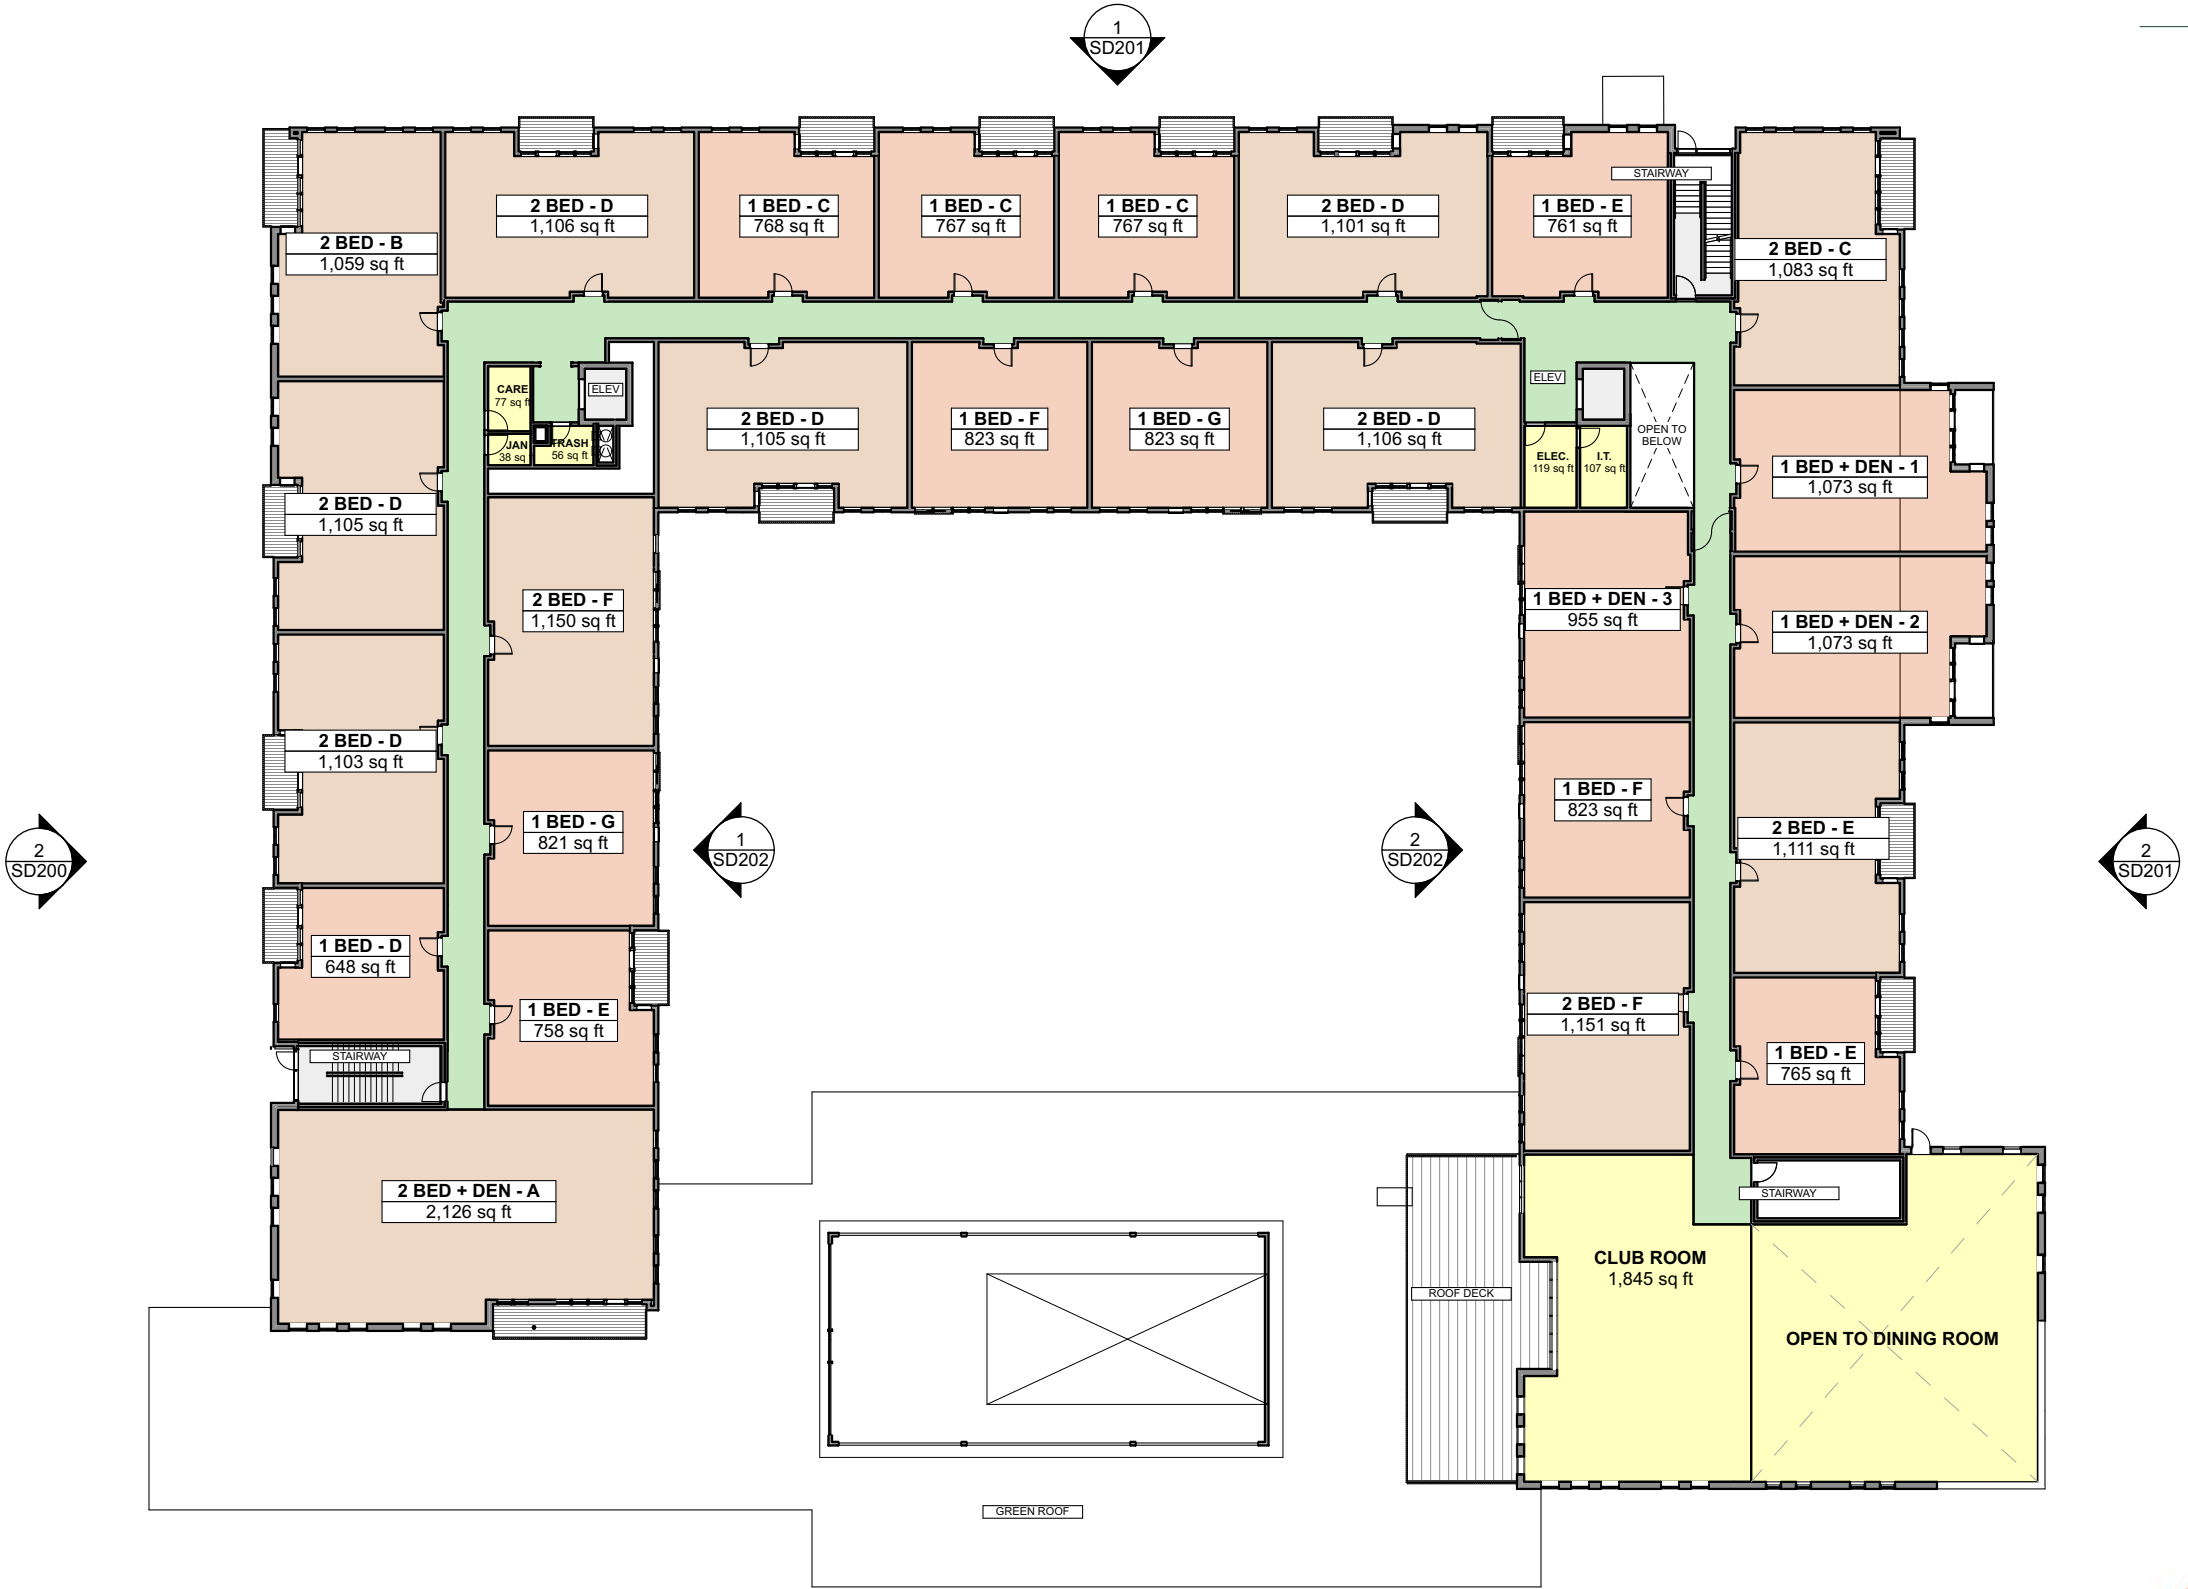 1
SD201
2 BED - B
1,059 sq ft
2 BED - D
1,106 sq ft
1 BED - C
768 sq ft
1 BED - C
767 sq ft
1 BED - C
767 sq ft
2 BED - D
1,101 sq ft
1 BED - E
761 sq ft
STAIRWAY
2 BED - C
1,083 sq ft
CARE
77 sq ft
ELEV
JAN
38 sq
TRASH
56 sq ft
2 BED - D
1,105 sq ft
1 BED - F
823 sq ft
1 BED - G
823 sq ft
2 BED - D
1,106 sq ft
ELEV
ELEC.
119 sq ft
I.T.
107 sq ft
OPEN TO
BELOW
1 BED + DEN - 1
1,073 sq ft
2 BED - D
1,105 sq ft
2 BED - F
1,150 sq ft
1 BED + DEN - 3
955 sq ft
1 BED + DEN - 2
1,073 sq ft
2 BED - D
1,103 sq ft
1 BED - G
821 sq ft
1 BED - F
823 sq ft
2 BED - E
1,111 sq ft
2
SD200
1
SD202
2
SD202
2
SD201
1 BED - D
648 sq ft
1 BED - E
758 sq ft
2 BED - F
1,151 sq ft
1 BED - E
765 sq ft
STAIRWAY
2 BED + DEN - A
2,126 sq ft
STAIRWAY
CLUB ROOM
1,845 sq ft
ROOF DECK
OPEN TO DINING ROOM
GREEN ROOF